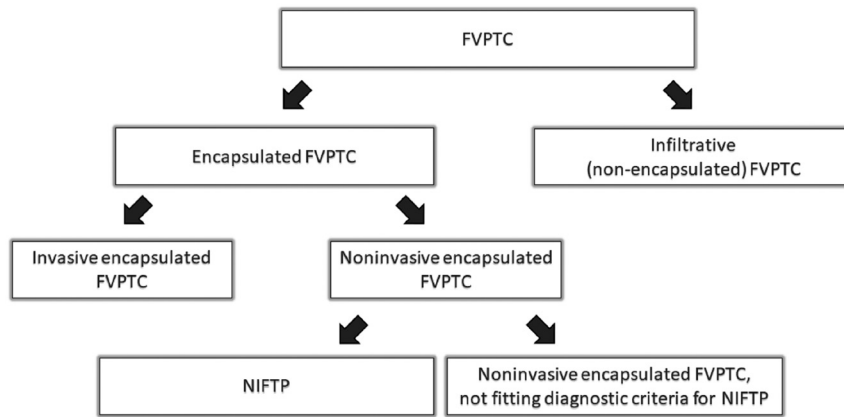 FVPTC
Encapsulated FVPTC
Infiltrative
(non-encapsulated) FVPTC
Invasive encapsulated
FVPTC
Noninvasive encapsulated
FVPTC
NIFTP
Noninvasive encapsulated FVPTC,
not fitting diagnostic criteria for NIFTP